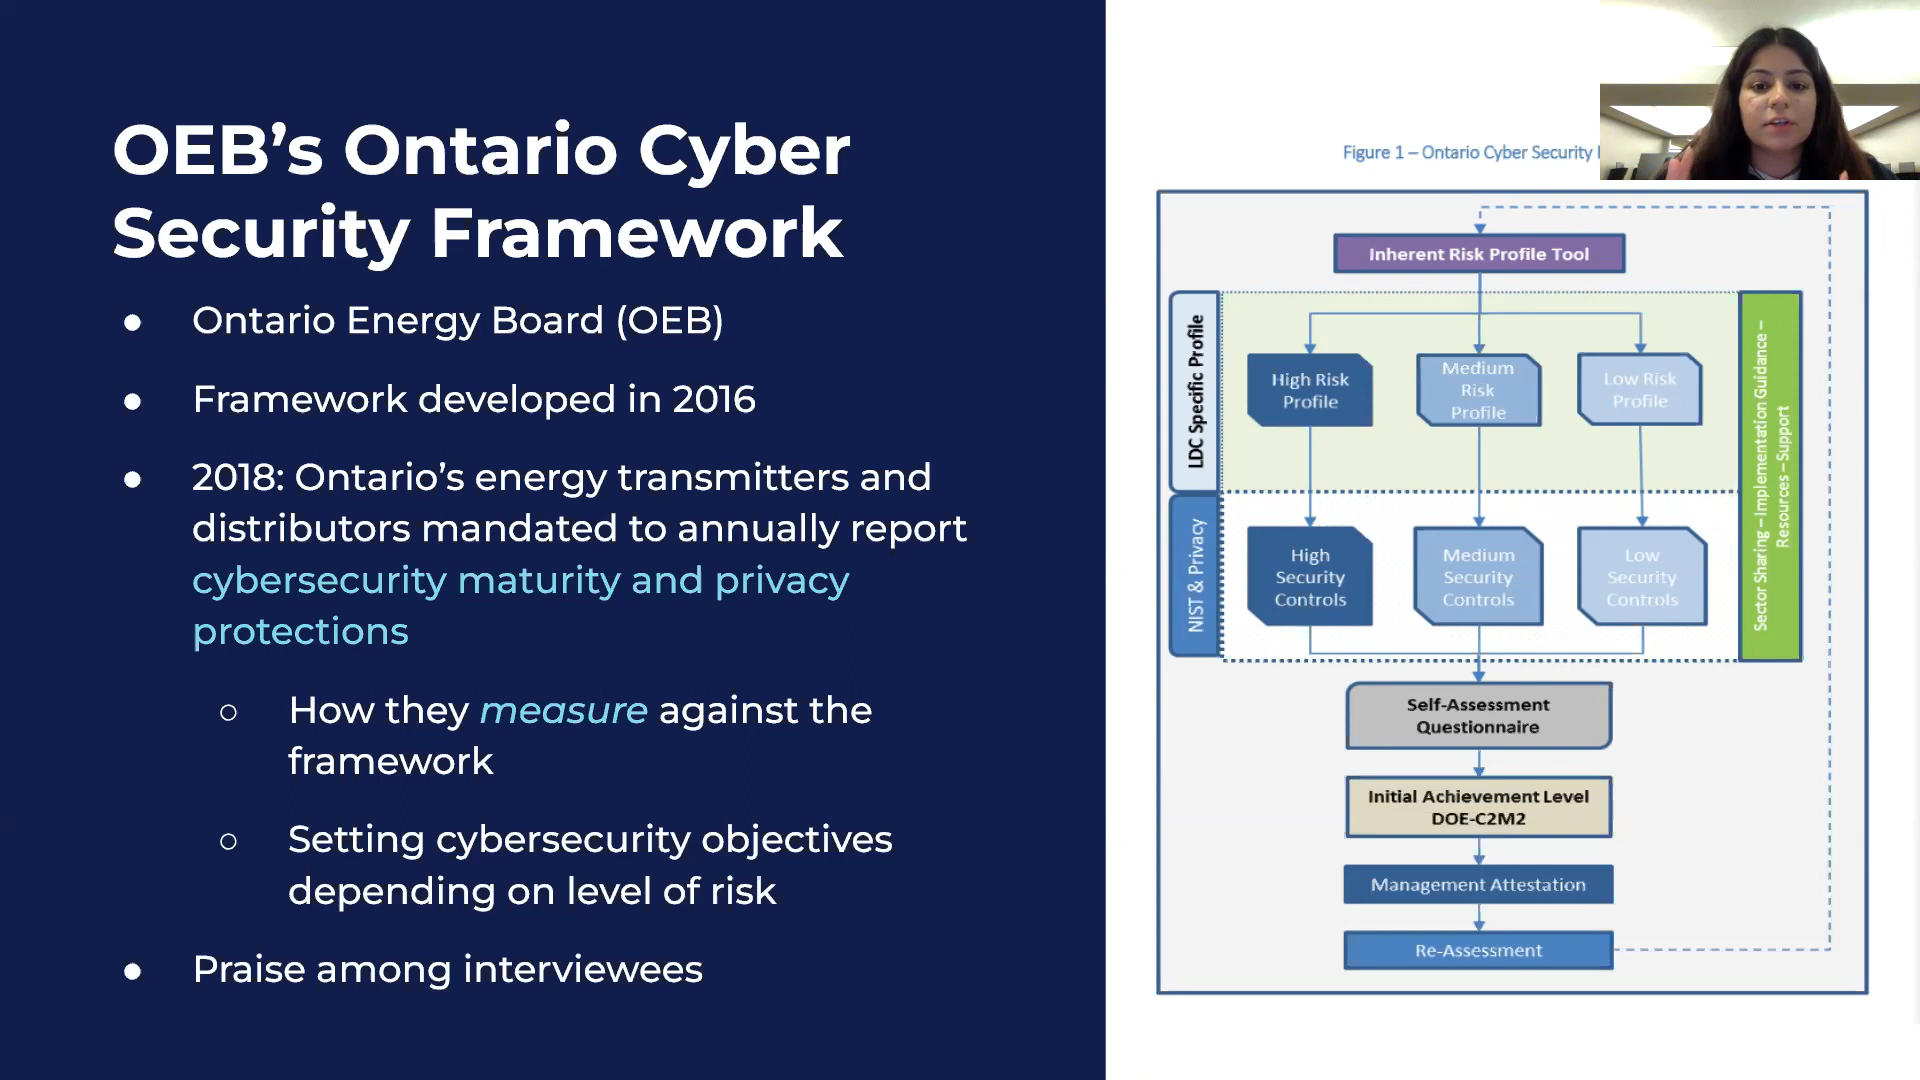 OEB’s Ontario Cyber
Security Framework
● Ontario Energy Board (OEB)
● Framework developed in 2016
● 2018: Ontario’s energy transmitters and
distributors mandated to annually report
cybersecurity maturity and privacy
protections
○ How they measure against the
framework
○ Setting cybersecurity objectives
depending on level of risk
● Praise among interviewees
Figure 1 – Ontario Cyber Security
Inherent Risk Profile Tool
LDC Specific Profile
High Risk
Profile
Medium
Risk
Profile
Low Risk
Profile
NIST & Privacy
High
Security
Controls
Medium
Security
Controls
Low
Security
Controls
Sector Sharing – Implementation Guidance –
Resources – Support
Self-Assessment
Questionnaire
Initial Achievement Level
DOE-C2M2
Management Attestation
Re-Assessment